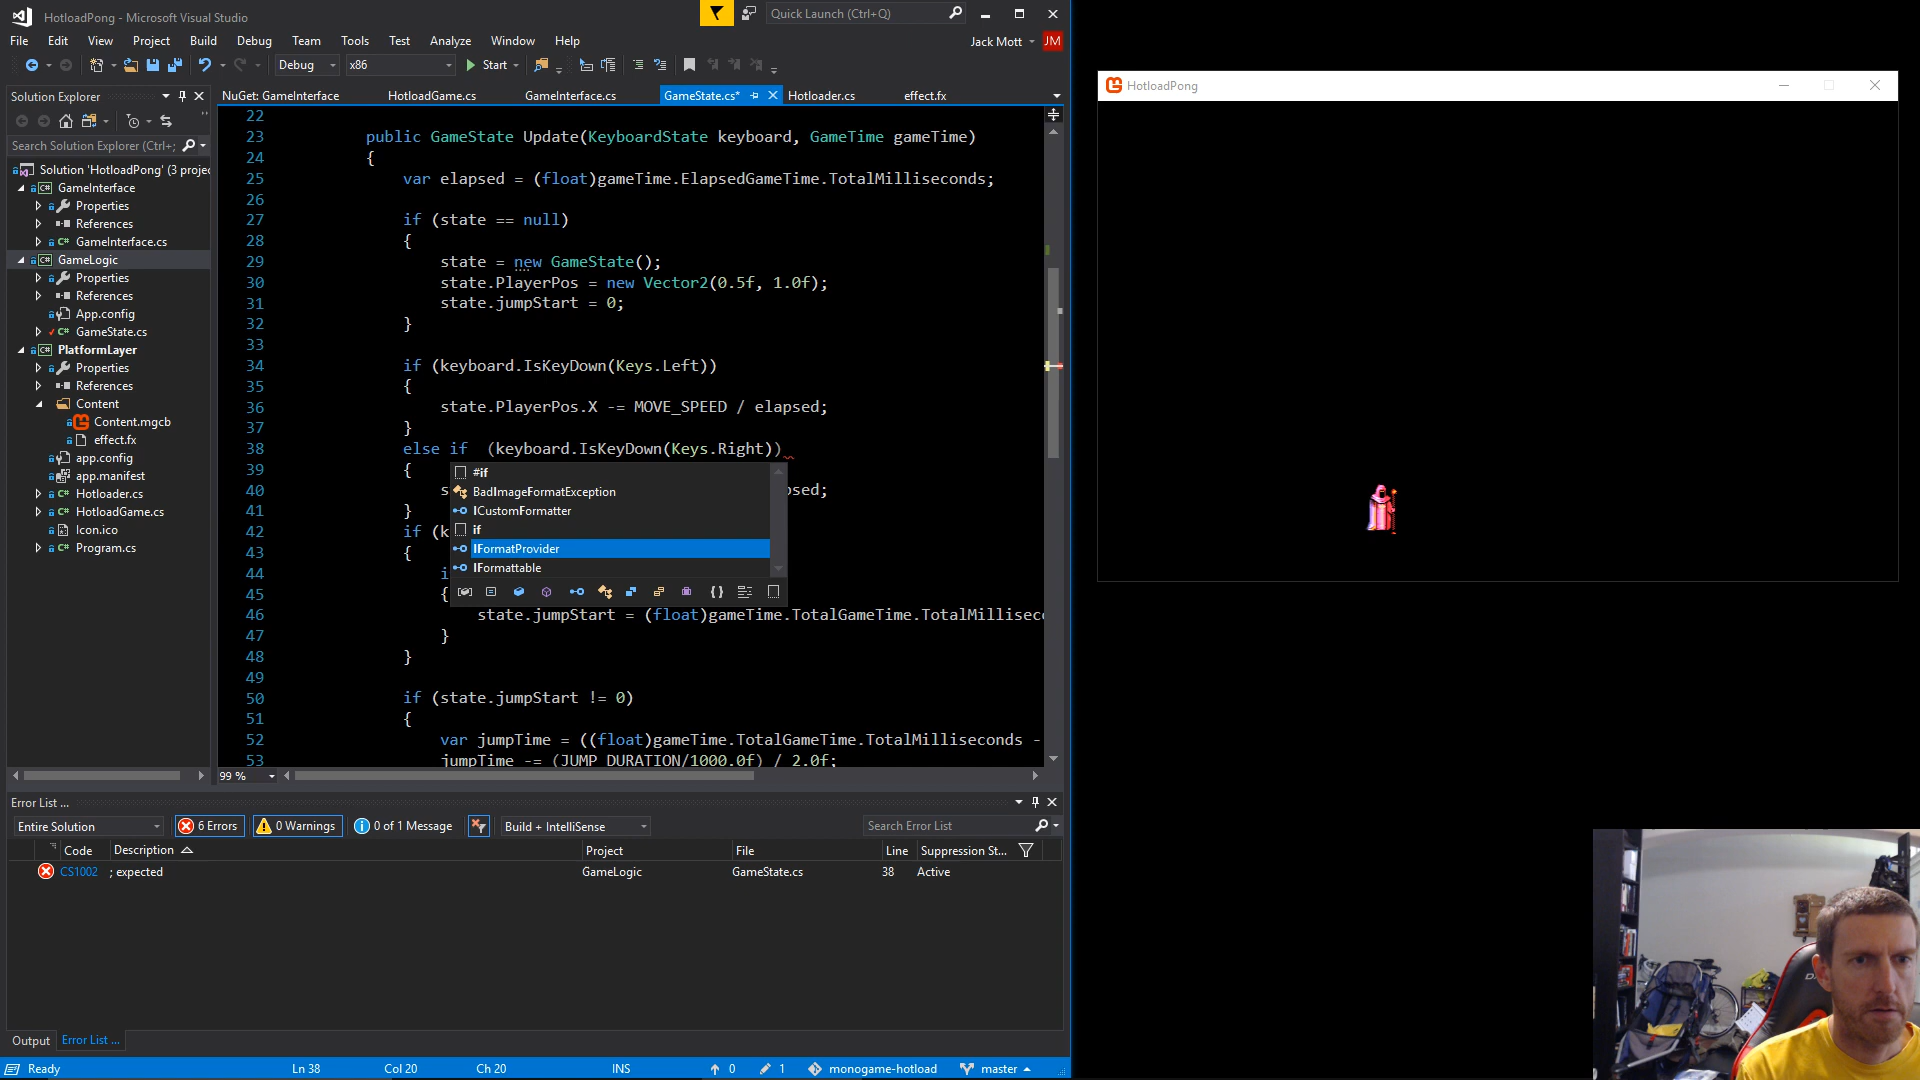 HotloadPong - Microsoft Visual Studio
Quick Launch (Ctrl+Q)
File Edit View Project Build Debug Team Tools Test Analyze Window Help
Jack Mott JM
Debug x86 Start
Solution Explorer
Search Solution Explorer (Ctrl+;
Solution 'HotloadPong' (3 projec
GameInterface
Properties
References
GameInterface.cs
GameLogic
Properties
References
App.config
GameState.cs
PlatformLayer
Properties
References
Content
Content.mgcb
effect.fx
app.config
app.manifest
Hotloader.cs
HotloadGame.cs
Icon.ico
Program.cs
NuGet: GameInterface HotloadGame.cs GameInterface.cs GameState.cs* Hotloader.cs effect.fx
22
23 public GameState Update(KeyboardState keyboard, GameTime gameTime)
24 {
25 var elapsed = (float)gameTime.ElapsedGameTime.TotalMilliseconds;
26
27 if (state == null)
28 {
29 state = new GameState();
30 state.PlayerPos = new Vector2(0.5f, 1.0f);
31 state.jumpStart = 0;
32 }
33
34 if (keyboard.IsKeyDown(Keys.Left))
35 {
36 state.PlayerPos.X -= MOVE_SPEED / elapsed;
37 }
38 else if (keyboard.IsKeyDown(Keys.Right))
39 {
40 s psed;
41 }
42 if (k
43 {
44 i
45 {
46 state.jumpStart = (float)gameTime.TotalGameTime.TotalMillisec
47 }
48 }
49
50 if (state.jumpStart != 0)
51 {
52 var jumpTime = ((float)gameTime.TotalGameTime.TotalMilliseconds -
53 jumpTime -= (JUMP_DURATION/1000.0f) / 2.0f;
#if
BadImageFormatException
ICustomFormatter
if
IFormatProvider
IFormattable
99 %
Error List ...
Entire Solution 6 Errors 0 Warnings 0 of 1 Message Build + IntelliSense Search Error List
Code Description Project File Line Suppression St...
CS1002 ; expected GameLogic GameState.cs 38 Active
Output Error List ...
Ready Ln 38 Col 20 Ch 20 INS 0 1 monogame-hotload master
HotloadPong